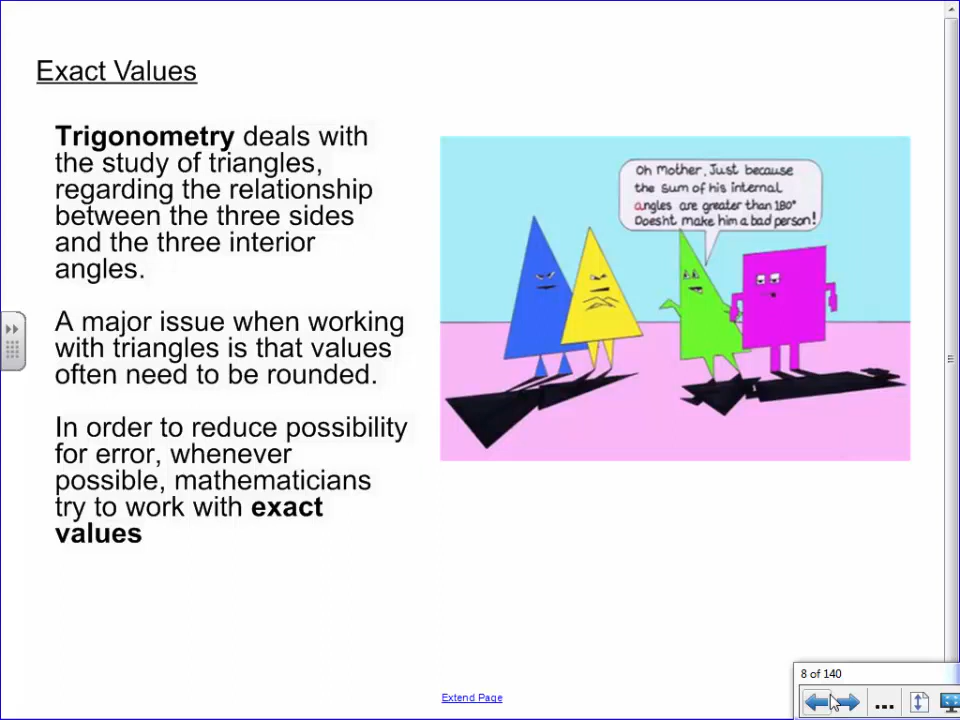 Exact Values
Trigonometry deals with
the study of triangles,
regarding the relationship
between the three sides
and the three interior
angles.
A major issue when working
with triangles is that values
often need to be rounded.
In order to reduce possibility
for error, whenever
possible, mathematicians
try to work with exact
values
Oh Mother, Just because
the sum of his internal
angles are greater than 180°
Doesn't make him a bad person!
Extend Page
8 of 140
...